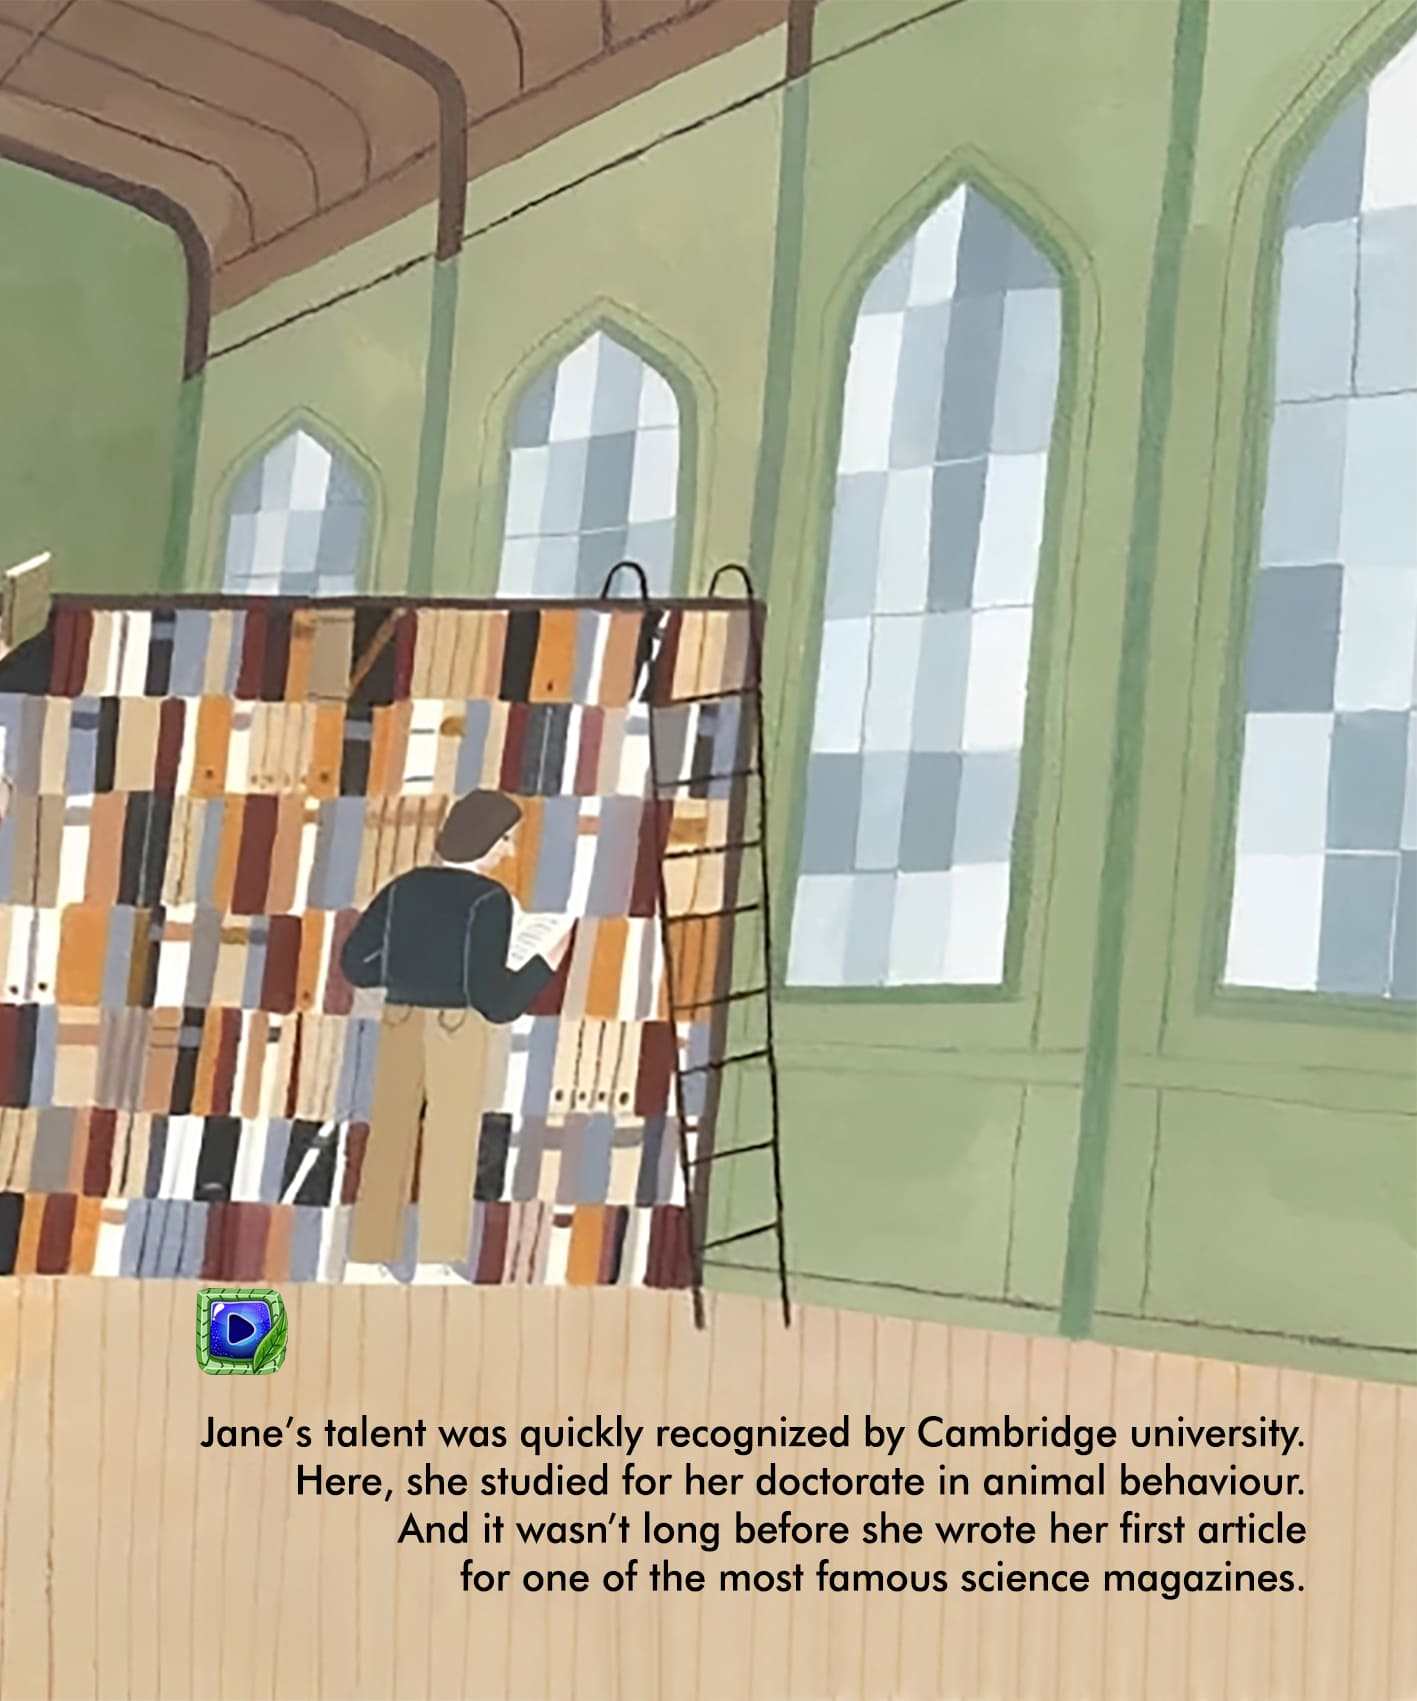 Jane's talent was quickly recognized by Cambridge university.
Here, she studied for her doctorate in animal behaviour.
And it wasn't long before she wrote her first article
for one of the most famous science magazines.